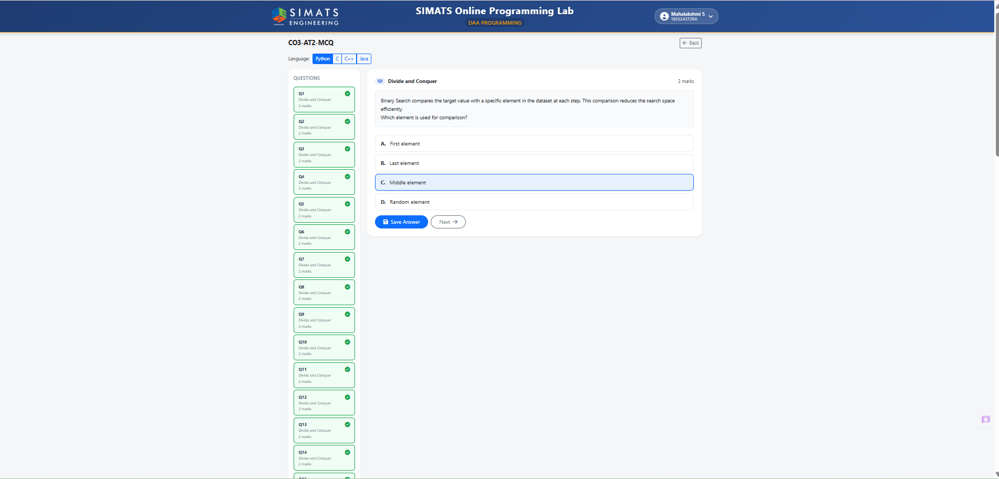 SIMATS
ENGINEERING
SIMATS Online Programming Lab
DAA PROGRAMMING
Mahalakshmi S
192524372RA
CO3-AT2-MCQ
Back
Language: Python C C++ Java
QUESTIONS
Q1
Divide and Conquer
2 marks
Q2
Divide and Conquer
2 marks
Q3
Divide and Conquer
2 marks
Q4
Divide and Conquer
2 marks
Q5
Divide and Conquer
2 marks
Q6
Divide and Conquer
2 marks
Q7
Divide and Conquer
2 marks
Q8
Divide and Conquer
2 marks
Q9
Divide and Conquer
2 marks
Q10
Divide and Conquer
2 marks
Q11
Divide and Conquer
2 marks
Q12
Divide and Conquer
2 marks
Q13
Divide and Conquer
2 marks
Q14
Divide and Conquer
2 marks
Q1 Divide and Conquer 2 marks
Binary Search compares the target value with a specific element in the dataset at each step. This comparison reduces the search space
efficiently.
Which element is used for comparison?
A. First element
B. Last element
C. Middle element
D. Random element
Save Answer Next